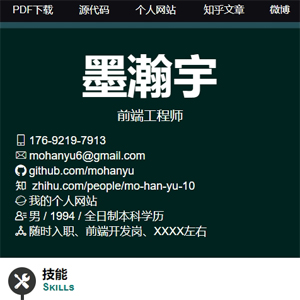 PDF下载 源代码 个人网站 知乎文章 微博
墨瀚宇
前端工程师
176-9219-7913
mohanyu6@gmail.com
github.com/mohanyu
知 zhihu.com/people/mo-han-yu-10
我的个人网站
男 / 1994 / 全日制本科学历
随时入职、前端开发岗、XXXX左右
技能
Skills